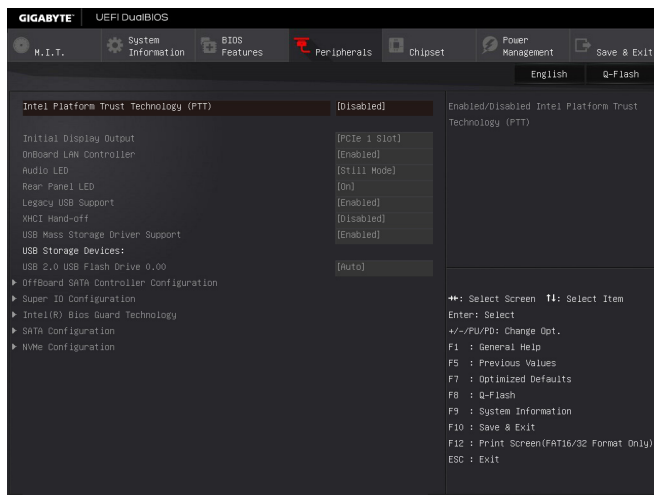 GIGABYTE™ UEFI DualBIOS
M.I.T. System Information BIOS Features Peripherals Chipset Power Management Save & Exit
English Q-Flash
Intel Platform Trust Technology (PTT) [Disabled]
Initial Display Output [PCIe 1 Slot]
OnBoard LAN Controller [Enabled]
Audio LED [Still Mode]
Rear Panel LED [On]
Legacy USB Support [Enabled]
XHCI Hand-off [Disabled]
USB Mass Storage Driver Support [Enabled]
USB Storage Devices:
USB 2.0 USB Flash Drive 0.00 [Auto]
OffBoard SATA Controller Configuration
Super IO Configuration
Intel(R) Bios Guard Technology
SATA Configuration
NVMe Configuration
Enabled/Disabled Intel Platform Trust
Technology (PTT)
→←: Select Screen ↑↓: Select Item
Enter: Select
+/-/PU/PD: Change Opt.
F1 : General Help
F5 : Previous Values
F7 : Optimized Defaults
F8 : Q-Flash
F9 : System Information
F10 : Save & Exit
F12 : Print Screen(FAT16/32 Format Only)
ESC : Exit